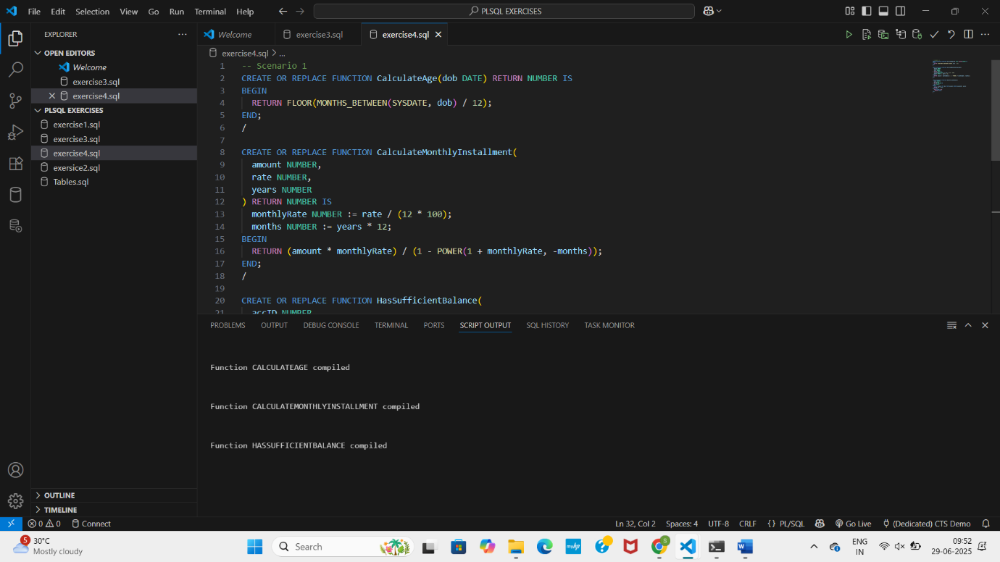 File Edit Selection View Go Run Terminal Help
PLSQL EXERCISES
EXPLORER
OPEN EDITORS
Welcome
exercise3.sql
exercise4.sql
PLSQL EXERCISES
exercise1.sql
exercise3.sql
exercise4.sql
exersice2.sql
Tables.sql
OUTLINE
TIMELINE
Welcome exercise3.sql exercise4.sql
exercise4.sql > ...
1 -- Scenario 1
2 CREATE OR REPLACE FUNCTION CalculateAge(dob DATE) RETURN NUMBER IS
3 BEGIN
4 RETURN FLOOR(MONTHS_BETWEEN(SYSDATE, dob) / 12);
5 END;
6 /
7
8 CREATE OR REPLACE FUNCTION CalculateMonthlyInstallment(
9 amount NUMBER,
10 rate NUMBER,
11 years NUMBER
12 ) RETURN NUMBER IS
13 monthlyRate NUMBER := rate / (12 * 100);
14 months NUMBER := years * 12;
15 BEGIN
16 RETURN (amount * monthlyRate) / (1 - POWER(1 + monthlyRate, -months));
17 END;
18 /
19
20 CREATE OR REPLACE FUNCTION HasSufficientBalance(
21 accID NUMBER
PROBLEMS OUTPUT DEBUG CONSOLE TERMINAL PORTS SCRIPT OUTPUT SQL HISTORY TASK MONITOR
Function CALCULATEAGE compiled
Function CALCULATEMONTHLYINSTALLMENT compiled
Function HASSUFFICIENTBALANCE compiled
0 0 Connect Ln 32, Col 2 Spaces: 4 UTF-8 CRLF {} PL/SQL Go Live (Dedicated) CTS Demo
5 30°C
Mostly cloudy
Search
myhp
S
ENG
IN
09:52
29-06-2025